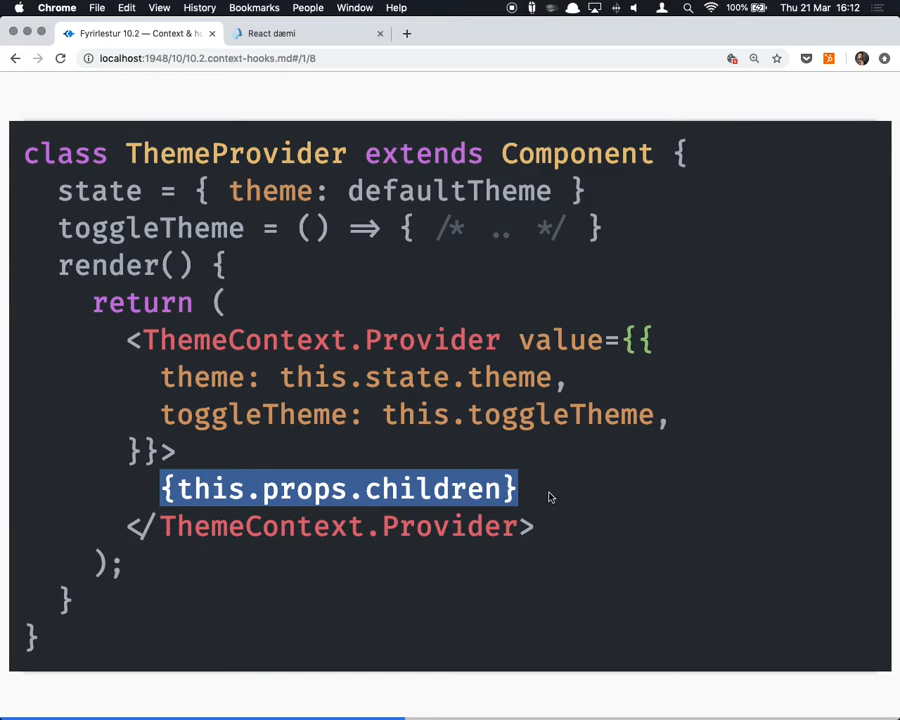 Chrome File Edit View History Bookmarks People Window Help 100% Thu 21 Mar 16:12
Fyrirlestur 10.2 — Context & ho × React dæmi × +
localhost:1948/10/10.2.context-hooks.md#/1/8
class ThemeProvider extends Component {
state = { theme: defaultTheme }
toggleTheme = () => { /* .. */ }
render() {
return (
<ThemeContext.Provider value={{
theme: this.state.theme,
toggleTheme: this.toggleTheme,
}}>
{this.props.children}
</ThemeContext.Provider>
);
}
}